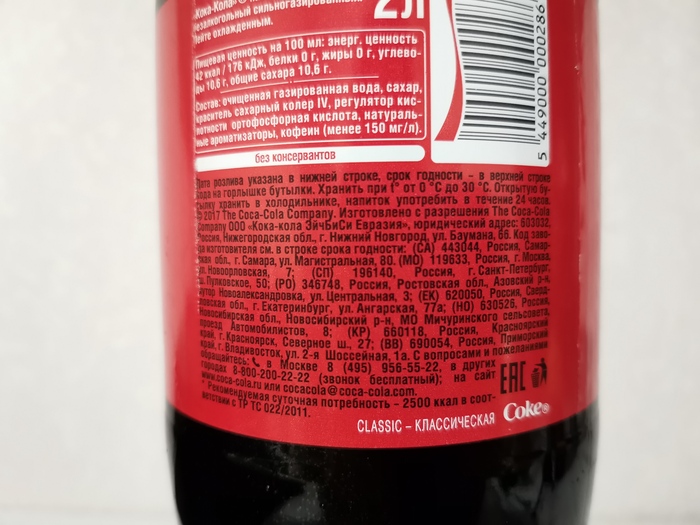 «Кока-Кола»®
безалкогольный сильногазированный.
Пейте охлажденным.
2Л
Пищевая ценность на 100 мл: энерг. ценность
42 ккал / 176 кДж, белки 0 г, жиры 0 г, углево-
ды 10,6 г, общие сахара 10,6 г.
Состав: очищенная газированная вода, сахар,
краситель сахарный колер IV, регулятор кис-
лотности ортофосфорная кислота, натураль-
ные ароматизаторы, кофеин (менее 150 мг/л).
без консервантов
5 449000 000286
Дата розлива указана в нижней строке, срок годности - в верхней строке
кода на горлышке бутылки. Хранить при t° от 0 °С до 30 °С. Открытую бу-
тылку хранить в холодильнике, напиток употребить в течение 24 часов.
© 2017 The Coca-Cola Company. Изготовлено с разрешения The Coca-Cola
Company ООО «Кока-кола ЭйчБиСи Евразия», юридический адрес: 603032,
Россия, Нижегородская обл., г. Нижний Новгород, ул. Баумана, 66. Код заво-
да изготовителя см. в строке срока годности: (СА) 443044, Россия, Самар-
ская обл., г. Самара, ул. Магистральная, 80. (МО) 119633, Россия, г. Москва,
ул. Новоорловская, 7; (СП) 196140, Россия, г. Санкт-Петербург,
ш. Пулковское, 50; (РО) 346748, Россия, Ростовская обл., Азовский р-н,
хутор Новоалександровка, ул. Центральная, 3; (ЕК) 620050, Россия, Сверд-
ловская обл., г. Екатеринбург, ул. Ангарская, 77а; (НО) 630526, Россия,
Новосибирская обл., Новосибирский р-н, МО Мичуринского сельсовета,
проезд Автомобилистов, 8; (КР) 660118, Россия, Красноярский
край, г. Красноярск, Северное ш., 27; (ВВ) 690054, Россия, Приморский
край, г. Владивосток, ул. 2-я Шоссейная, 1а. С вопросами и пожеланиями
обращайтесь: в Москве 8 (495) 956-55-22, в других
городах 8-800-200-22-22 (звонок бесплатный); на сайт
www.coca-cola.ru или cocacola@coca-cola.com.
* Рекомендуемая суточная потребность – 2500 ккал в соот-
ветствии с ТР ТС 022/2011.
EAC
CLASSIC – КЛАССИЧЕСКАЯ Coke®